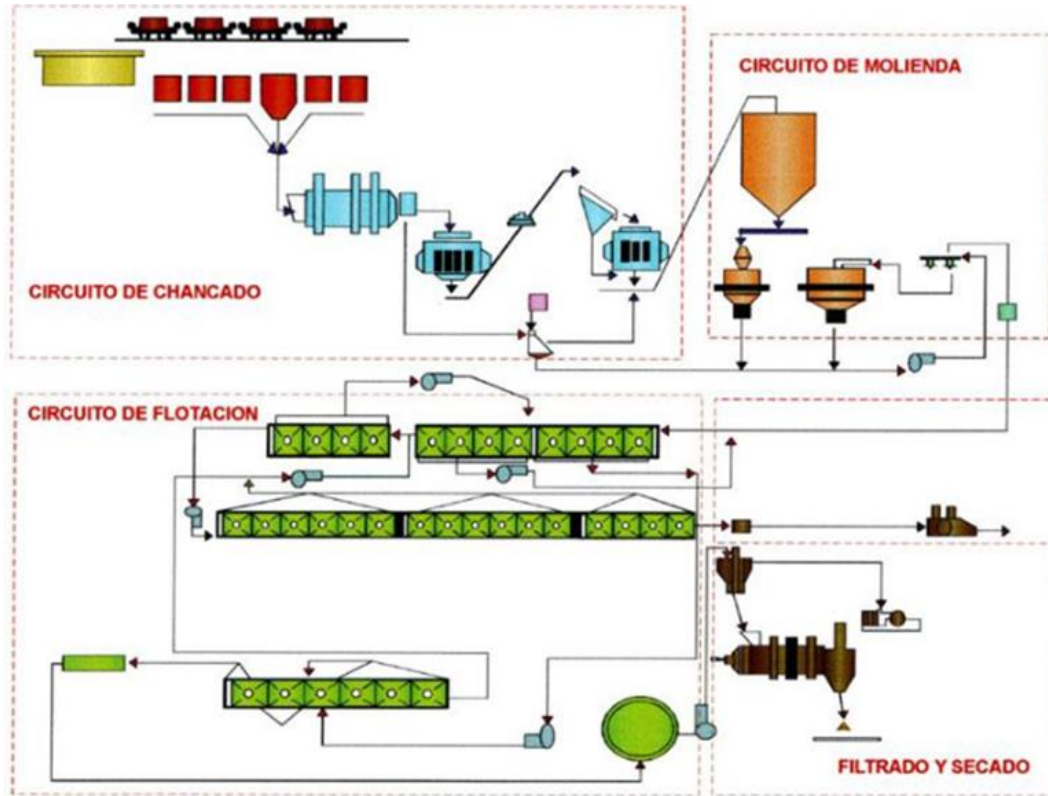 CIRCUITO DE MOLIENDA
CIRCUITO DE CHANCADO
CIRCUITO DE FLOTACION
FILTRADO Y SECADO